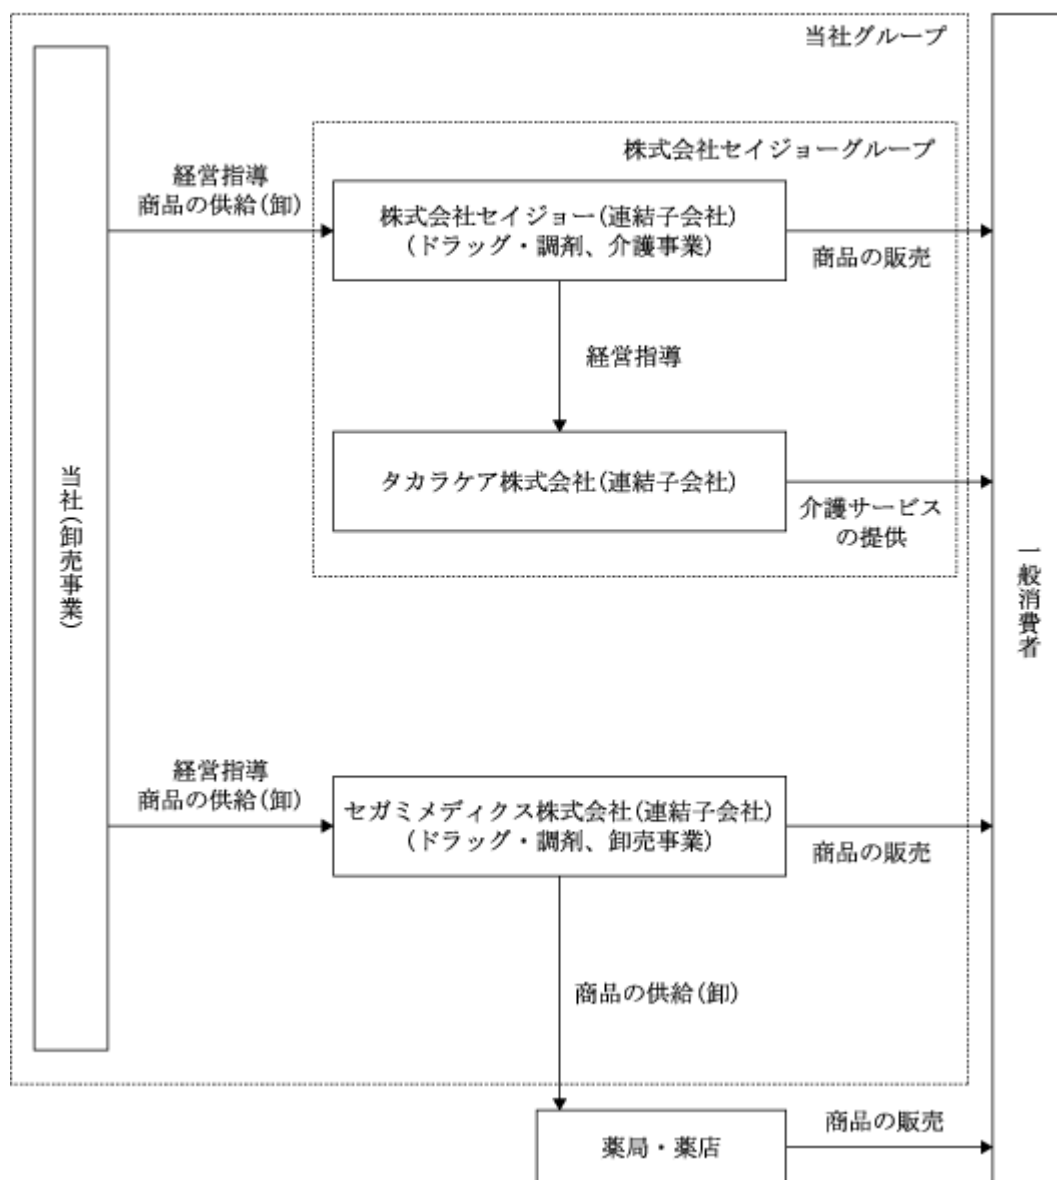 当社グループ
株式会社セイジョーグループ
経営指導
商品の供給(卸)
株式会社セイジョー(連結子会社)
(ドラッグ・調剤、介護事業)
商品の販売
経営指導
タカラケア株式会社(連結子会社)
介護サービス
の提供
当社(卸売事業)
一般消費者
経営指導
商品の供給(卸)
セガミメディクス株式会社(連結子会社)
(ドラッグ・調剤、卸売事業)
商品の販売
商品の供給(卸)
薬局・薬店
商品の販売